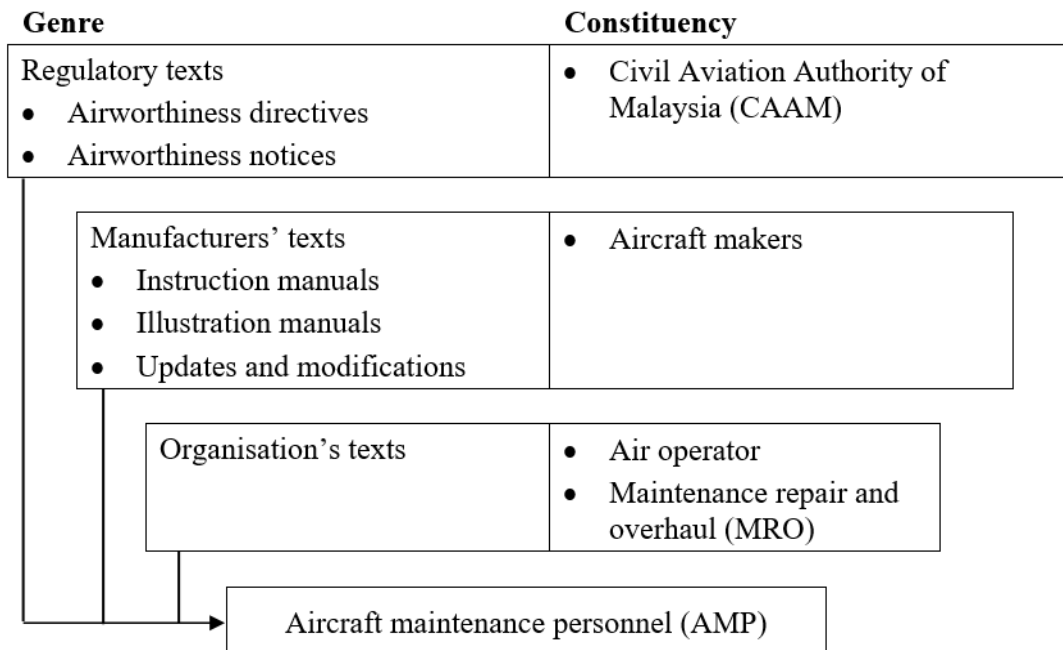 Genre
Constituency
Regulatory texts
• Airworthiness directives
• Airworthiness notices
• Civil Aviation Authority of
Malaysia (CAAM)
Manufacturers’ texts
• Instruction manuals
• Illustration manuals
• Updates and modifications
• Aircraft makers
Organisation’s texts
• Air operator
• Maintenance repair and
overhaul (MRO)
Aircraft maintenance personnel (AMP)